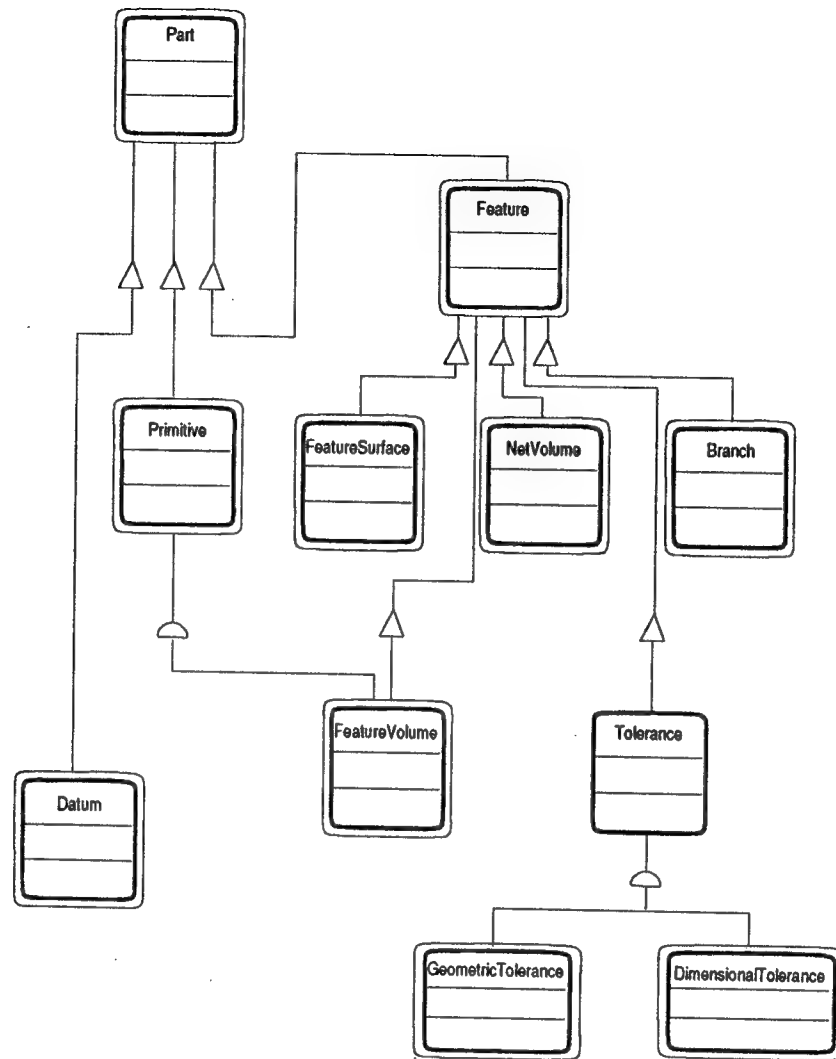 Part
Feature
Primitive
FeatureSurface
NetVolume
Branch
FeatureVolume
Tolerance
Datum
GeometricTolerance
DimensionalTolerance